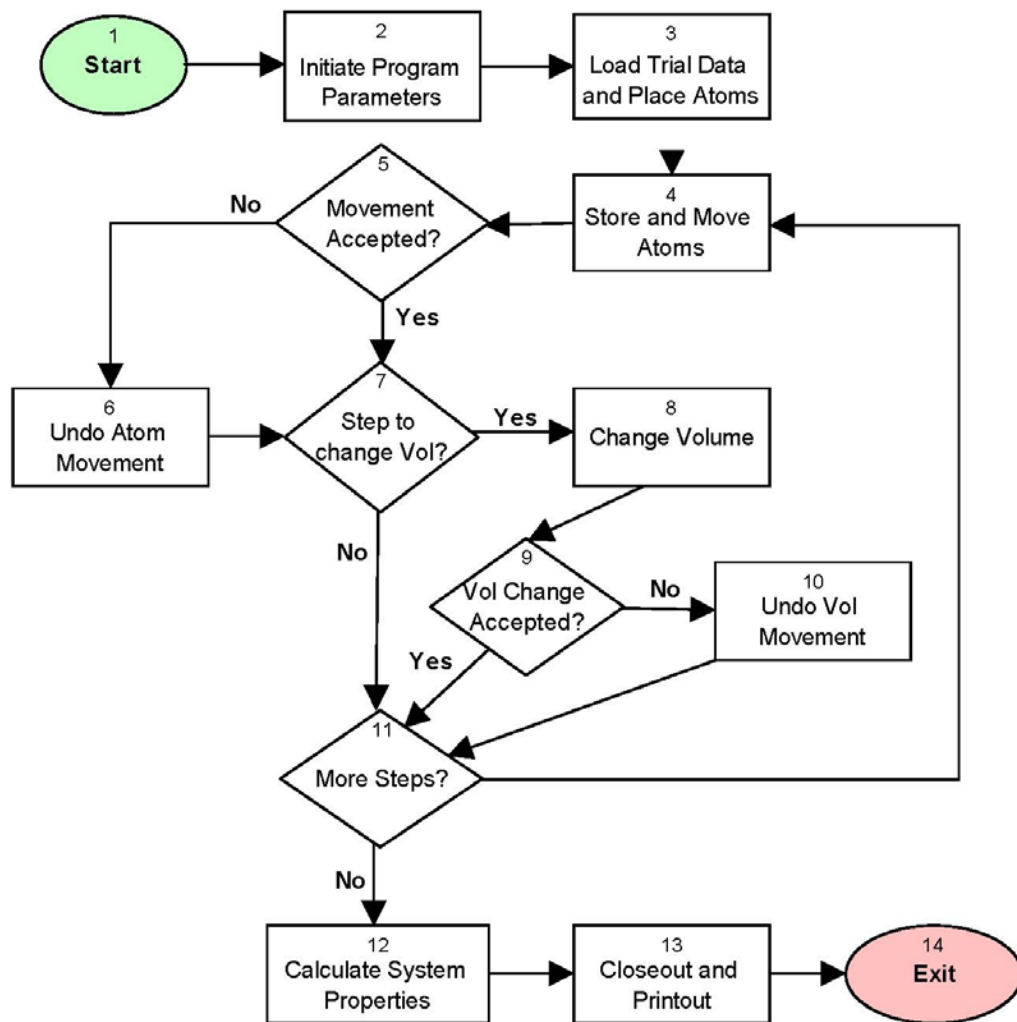 1
Start
2
Initiate Program
Parameters
3
Load Trial Data
and Place Atoms
4
Store and Move
Atoms
5
Movement
Accepted?
No
Yes
6
Undo Atom
Movement
7
Step to
change Vol?
Yes
8
Change Volume
No
9
Vol Change
Accepted?
No
10
Undo Vol
Movement
Yes
11
More Steps?
No
12
Calculate System
Properties
13
Closeout and
Printout
14
Exit